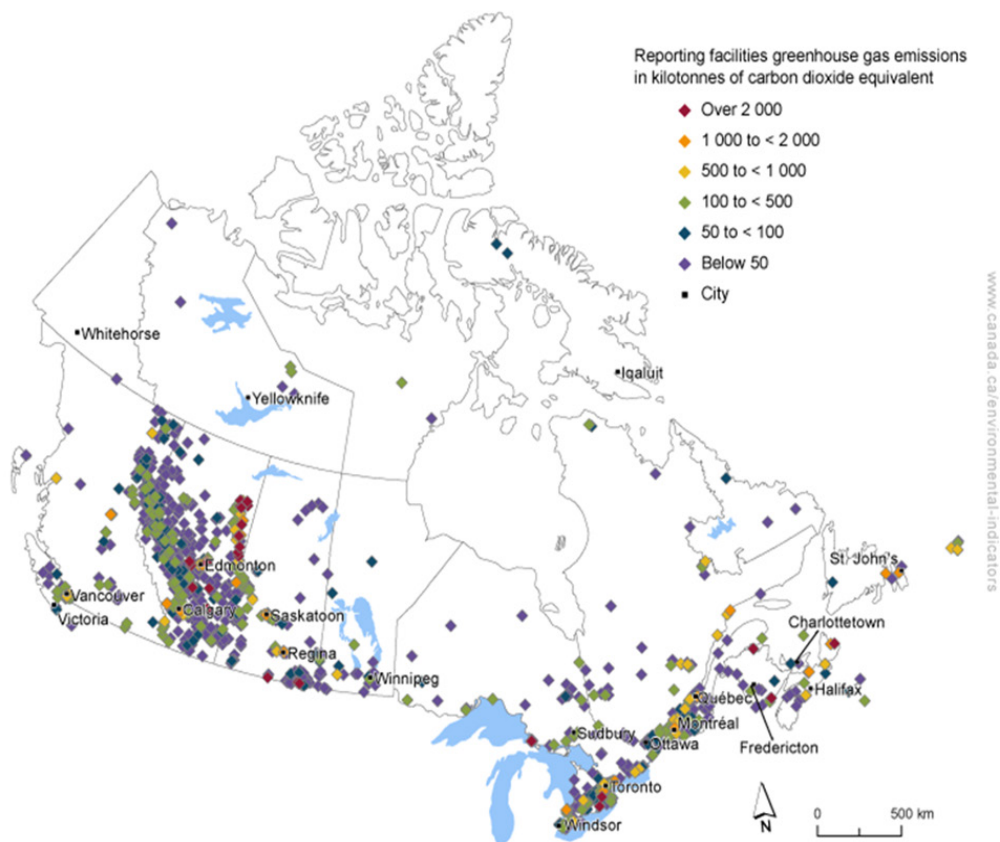 Reporting facilities greenhouse gas emissions
in kilotonnes of carbon dioxide equivalent
Over 2 000
1 000 to < 2 000
500 to < 1 000
100 to < 500
50 to < 100
Below 50
City
Whitehorse
Iqaluit
Yellowknife
www.canada.ca/environmental-indicators
St. John's
Edmonton
Vancouver
Victoria
Calgary
Saskatoon
Charlottetown
Regina
Winnipeg
Québec
Halifax
Montréal
Sudbury
Ottawa
Fredericton
Toronto
Windsor
N
0 500 km